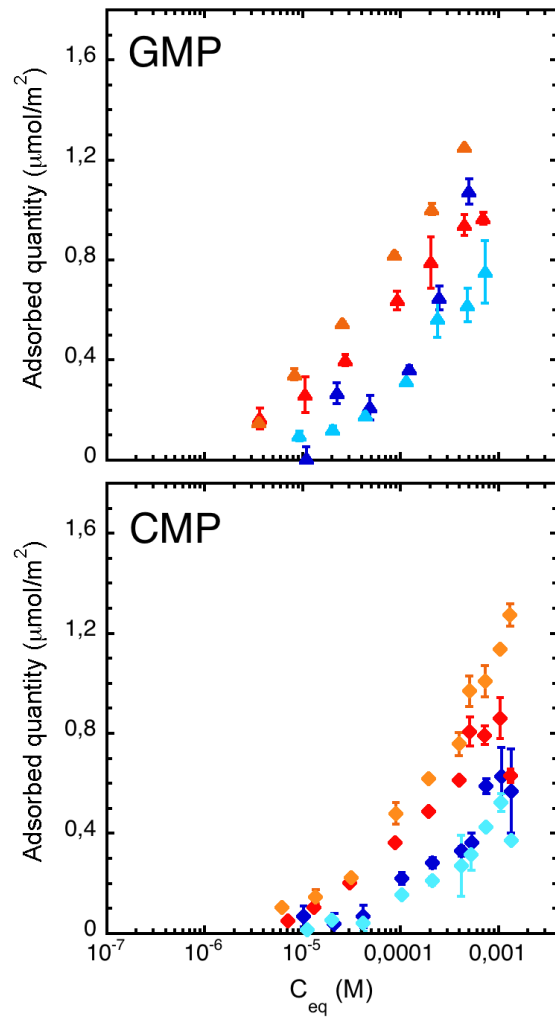 GMP
Adsorbed quantity (μmol/m²)
1,6
1,2
0,8
0,4
0
CMP
Adsorbed quantity (μmol/m²)
1,6
1,2
0,8
0,4
0
10⁻⁷ 10⁻⁶ 10⁻⁵ 0,0001 0,001
C_eq (M)